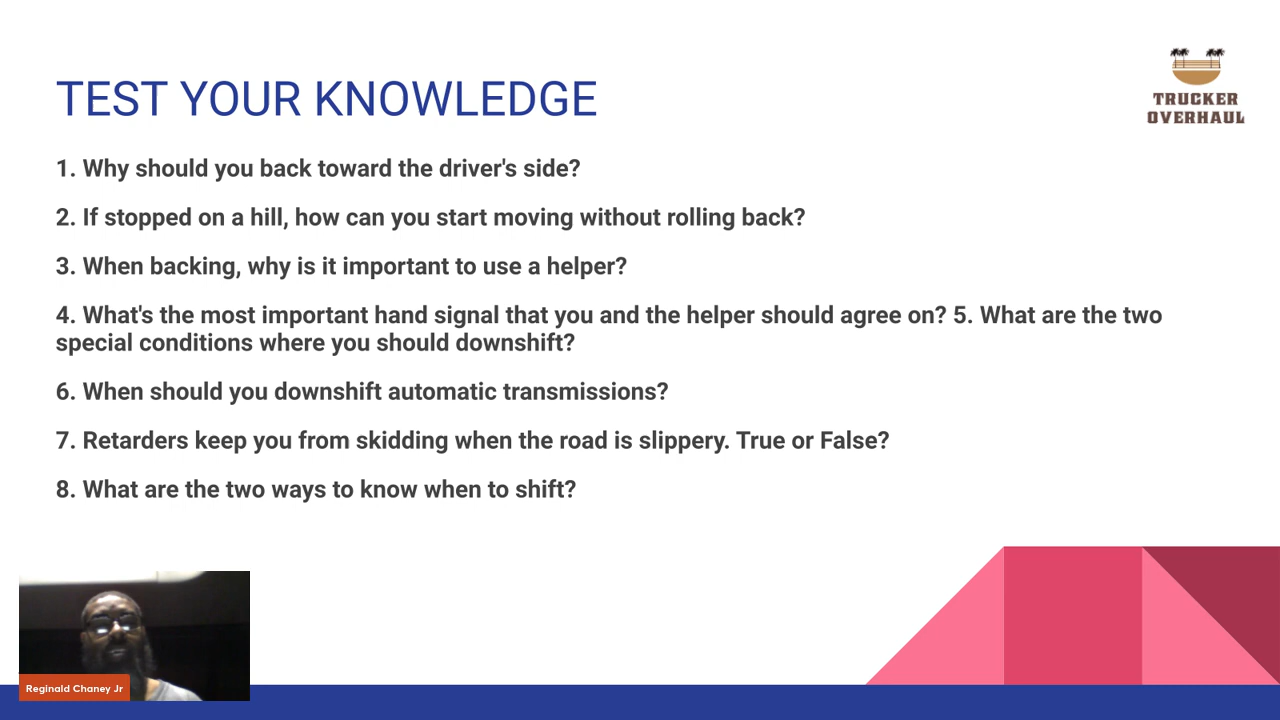 TEST YOUR KNOWLEDGE
TRUCKER
OVERHAUL
1. Why should you back toward the driver's side?
2. If stopped on a hill, how can you start moving without rolling back?
3. When backing, why is it important to use a helper?
4. What's the most important hand signal that you and the helper should agree on? 5. What are the two
special conditions where you should downshift?
6. When should you downshift automatic transmissions?
7. Retarders keep you from skidding when the road is slippery. True or False?
8. What are the two ways to know when to shift?
Reginald Chaney Jr